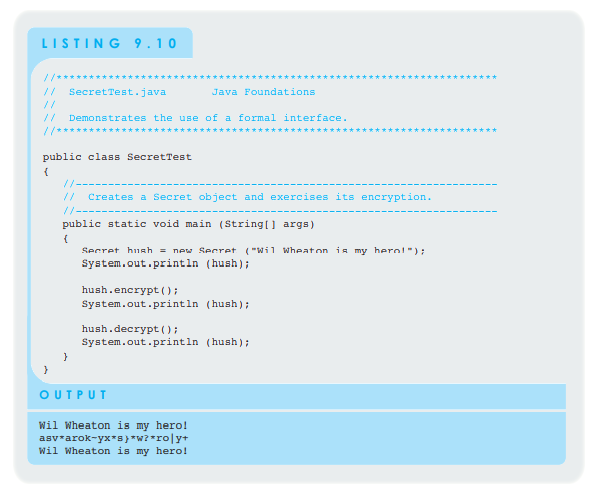 LISTING 9.10
//********************************************************************
//  SecretTest.java       Java Foundations
//
//  Demonstrates the use of a formal interface.
//********************************************************************
public class SecretTest
{
//-----------------------------------------------------------------
//  Creates a Secret object and exercises its encryption.
//-----------------------------------------------------------------
public static void main (String[] args)
{
Secret hush = new Secret ("Wil Wheaton is my hero!");
System.out.println (hush);
hush.encrypt();
System.out.println (hush);
hush.decrypt();
System.out.println (hush);
}
}
OUTPUT
Wil Wheaton is my hero!
asv*arok-yx*s}*w?*ro|y+
Wil Wheaton is my hero!